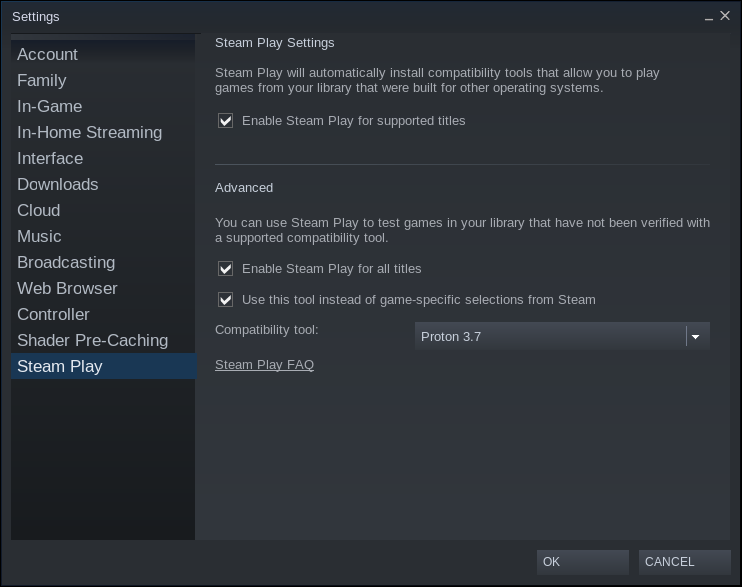 Settings
Account
Family
In-Game
In-Home Streaming
Interface
Downloads
Cloud
Music
Broadcasting
Web Browser
Controller
Shader Pre-Caching
Steam Play
Steam Play Settings
Steam Play will automatically install compatibility tools that allow you to play
games from your library that were built for other operating systems.
Enable Steam Play for supported titles
Advanced
You can use Steam Play to test games in your library that have not been verified with
a supported compatibility tool.
Enable Steam Play for all titles
Use this tool instead of game-specific selections from Steam
Compatibility tool:
Proton 3.7
Steam Play FAQ
OK
CANCEL